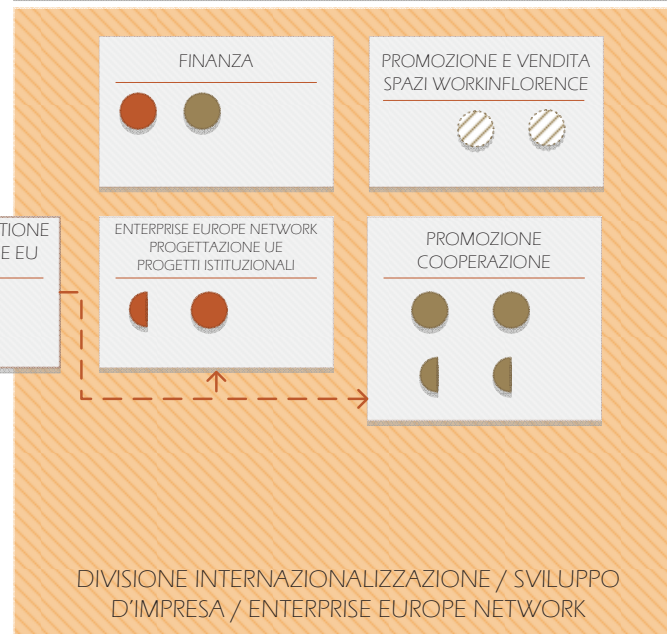 FINANZA
PROMOZIONE E VENDITA
SPAZI WORKINFLORENCE
ENTERPRISE EUROPE NETWORK
PROGETTAZIONE UE
PROGETTI ISTITUZIONALI
PROMOZIONE
COOPERAZIONE
EU
DIVISIONE INTERNAZIONALIZZAZIONE / SVILUPPO
D'IMPRESA / ENTERPRISE EUROPE NETWORK